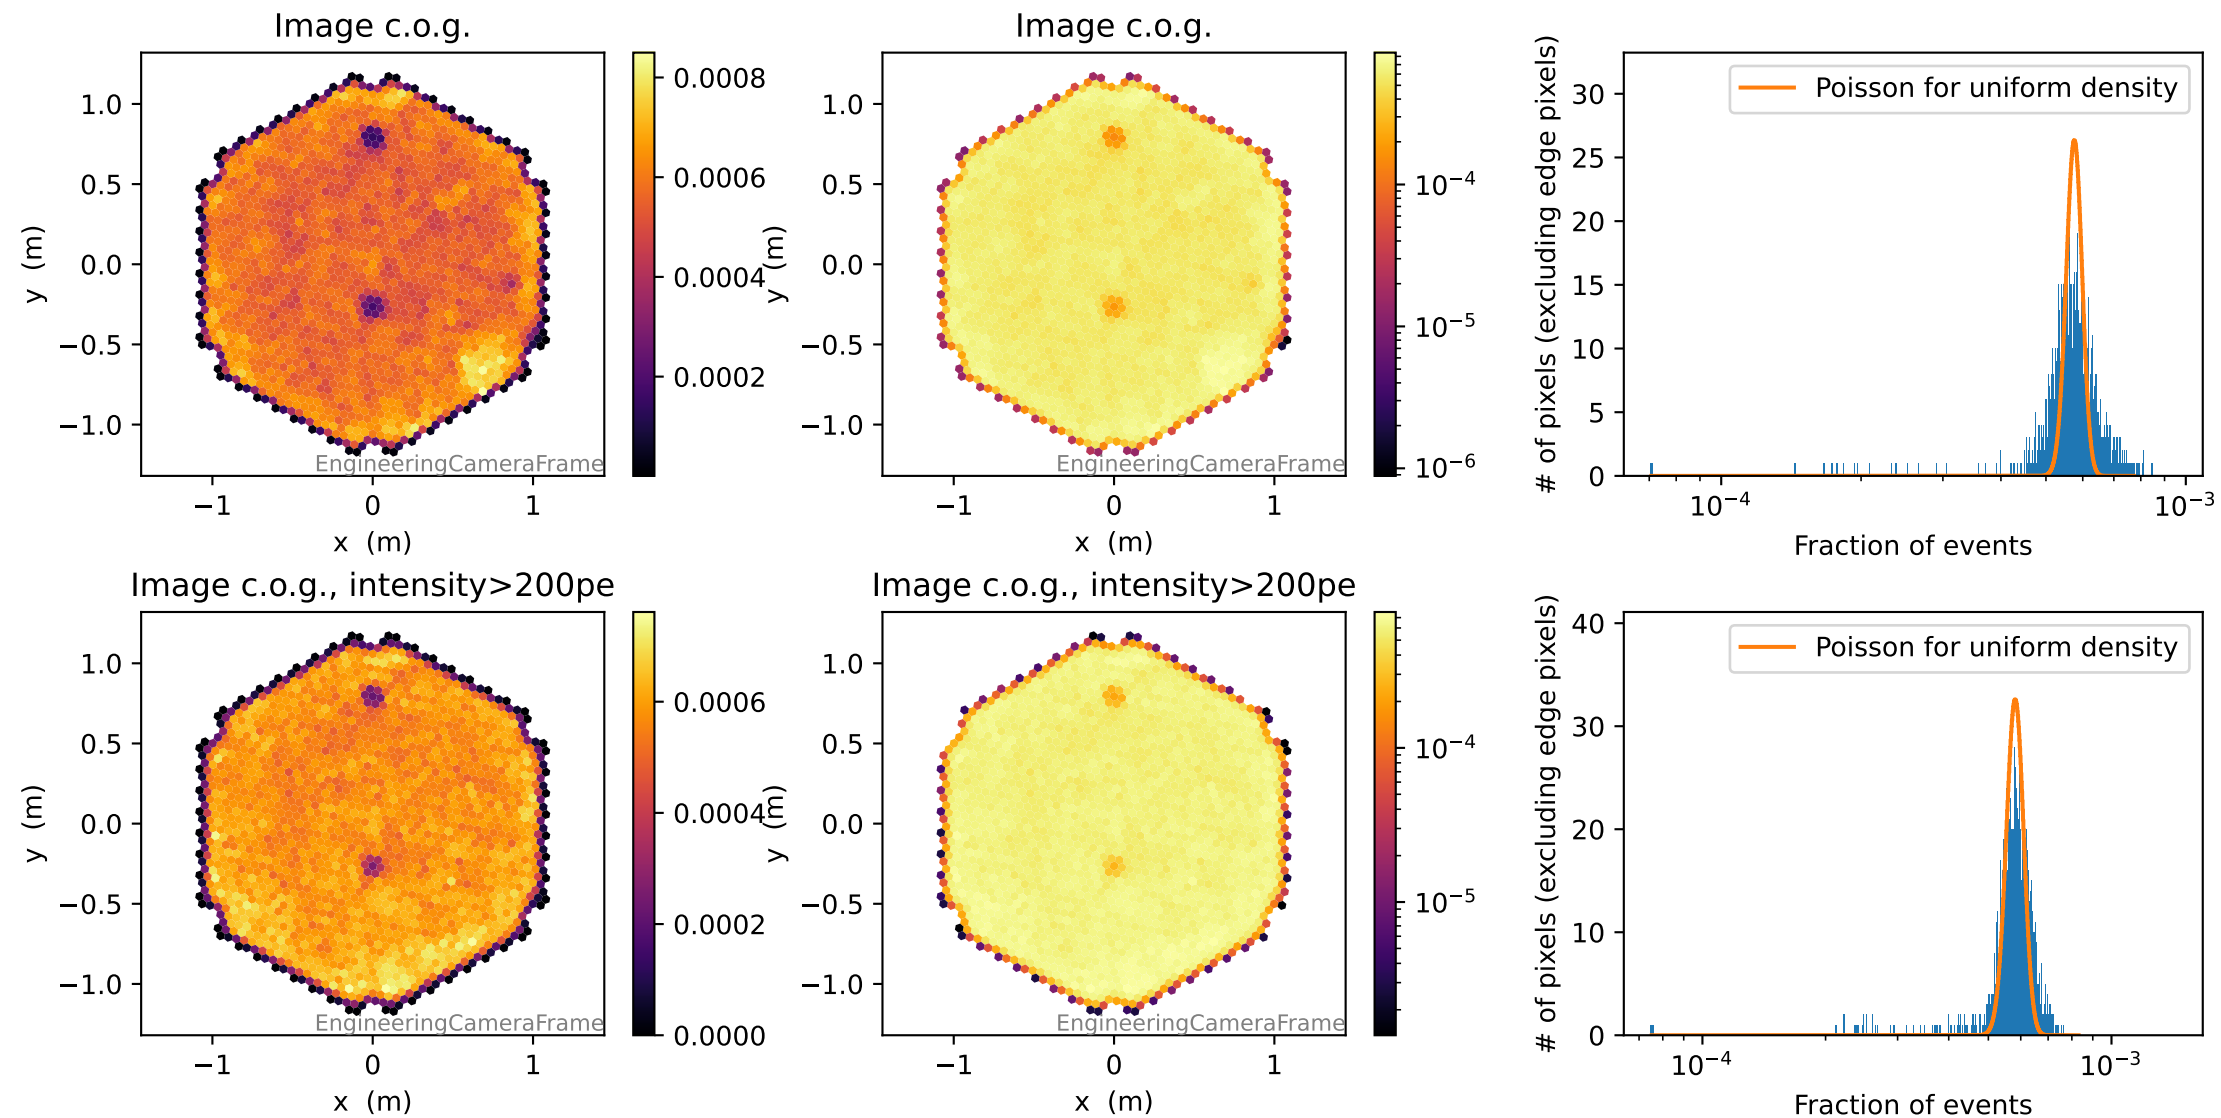 Image c.o.g.
y (m)
1.0
0.5
0.0
−0.5
−1.0
−1
0
1
x (m)
EngineeringCameraFrame
0.0008
0.0006
0.0004
0.0002
Image c.o.g.
y (m)
1.0
0.5
0.0
−0.5
−1.0
−1
0
1
x (m)
EngineeringCameraFrame
10⁻⁴
10⁻⁵
10⁻⁶
# of pixels (excluding edge pixels)
30
25
20
15
10
5
0
Poisson for uniform density
10⁻⁴
10⁻³
Fraction of events
Image c.o.g., intensity>200pe
y (m)
1.0
0.5
0.0
−0.5
−1.0
−1
0
1
x (m)
EngineeringCameraFrame
0.0006
0.0004
0.0002
0.0000
Image c.o.g., intensity>200pe
y (m)
1.0
0.5
0.0
−0.5
−1.0
−1
0
1
x (m)
EngineeringCameraFrame
10⁻⁴
10⁻⁵
# of pixels (excluding edge pixels)
40
30
20
10
0
Poisson for uniform density
10⁻⁴
10⁻³
Fraction of events